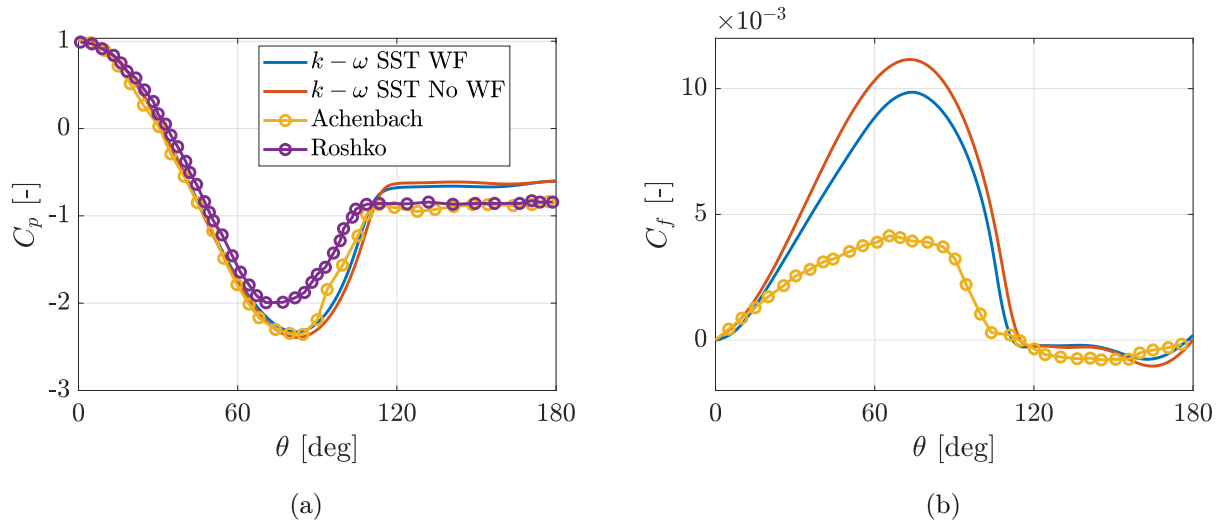 1
0
-1
-2
-3
C_p [-]
0
60
120
180
θ [deg]
k − ω SST WF
k − ω SST No WF
Achenbach
Roshko
(a)
×10⁻³
10
5
0
C_f [-]
0
60
120
180
θ [deg]
(b)